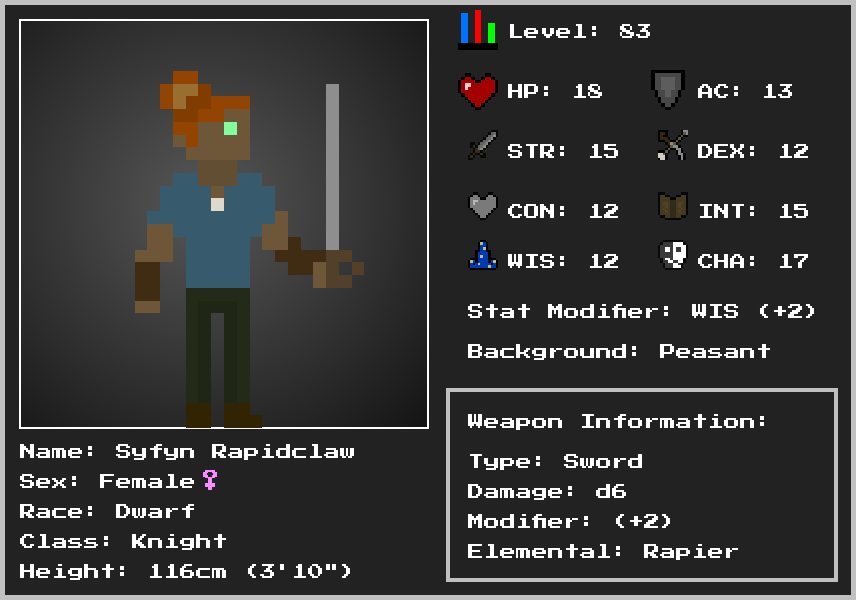 Level: 83
HP: 18
AC: 13
STR: 15
DEX: 12
CON: 12
INT: 15
WIS: 12
CHA: 17
Stat Modifier: WIS (+2)
Background: Peasant
Name: Syfyn Rapidclaw
Sex: Female♀
Race: Dwarf
Class: Knight
Height: 116cm (3'10")
Weapon Information:
Type: Sword
Damage: d6
Modifier: (+2)
Elemental: Rapier